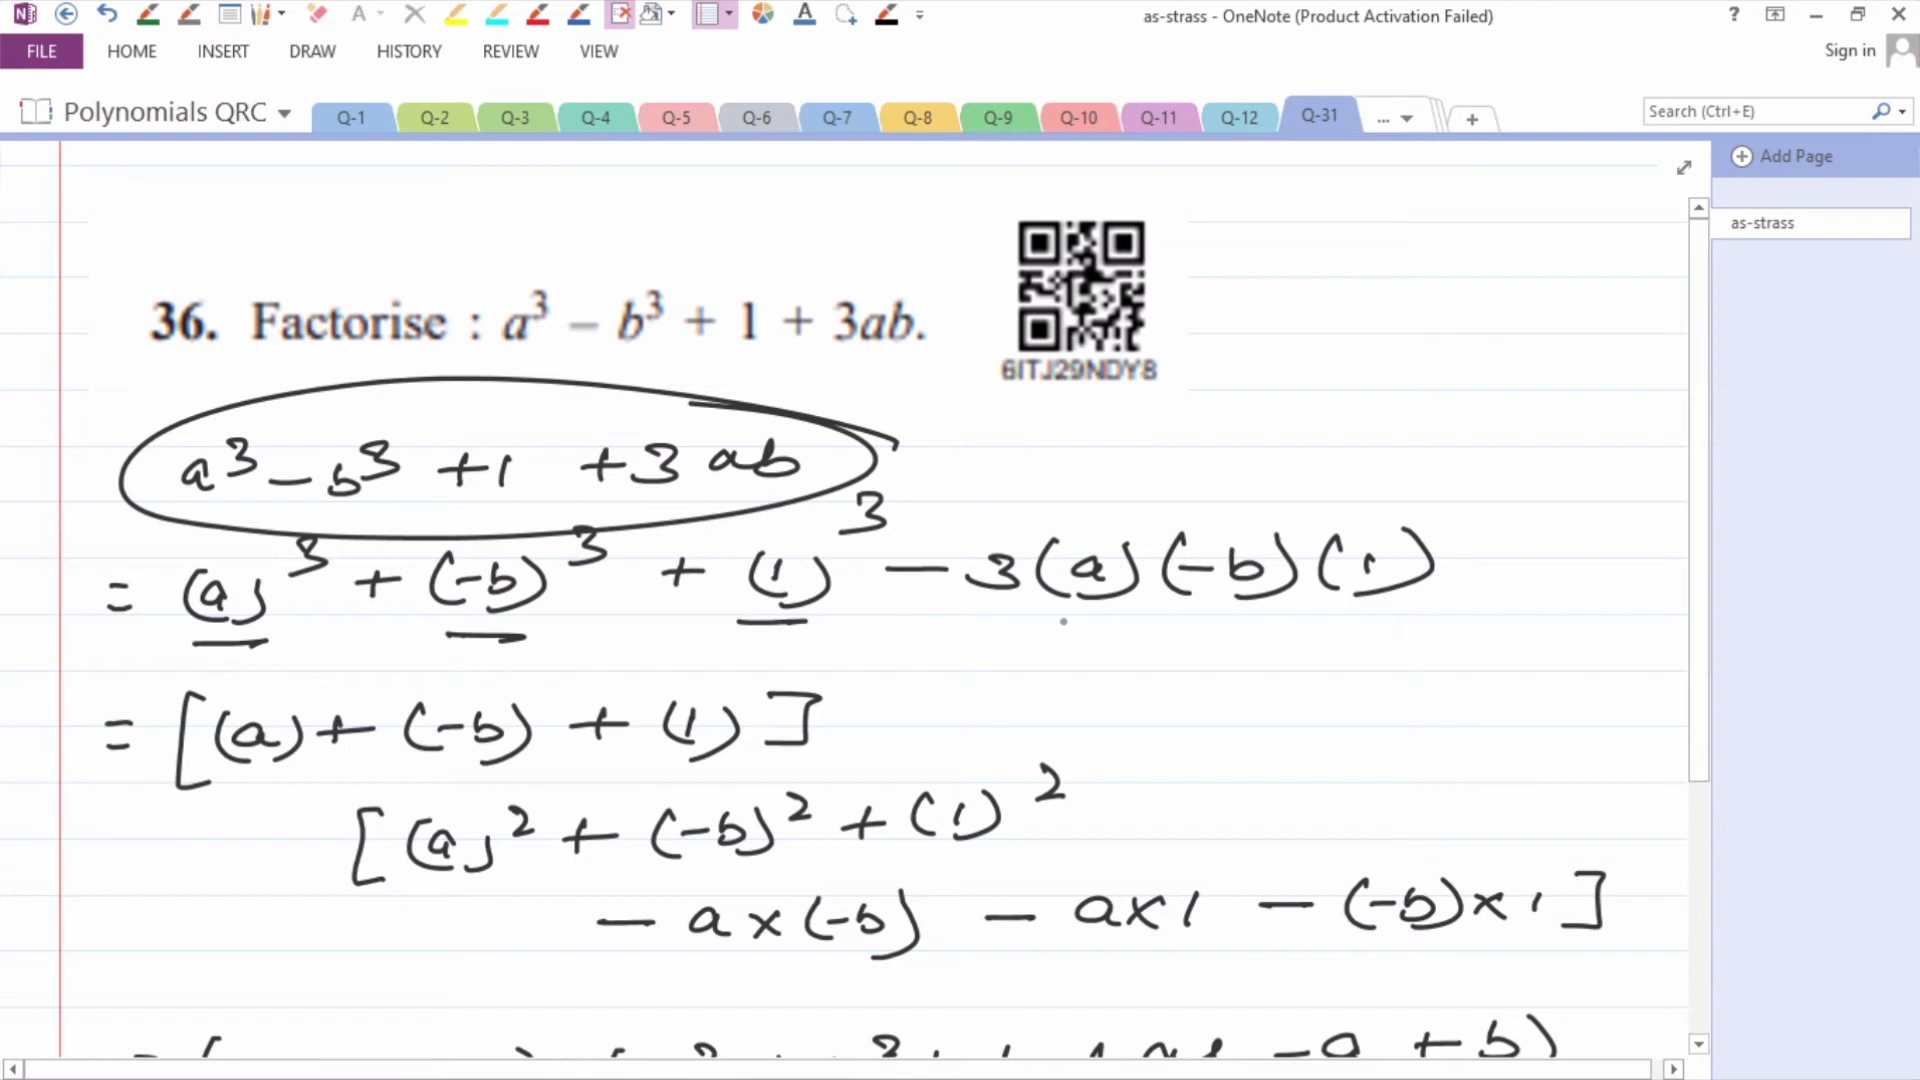 as-strass - OneNote (Product Activation Failed)
?
FILE HOME INSERT DRAW HISTORY REVIEW VIEW
Sign in
Polynomials QRC
Q-1 Q-2 Q-3 Q-4 Q-5 Q-6 Q-7 Q-8 Q-9 Q-10 Q-11 Q-12 Q-31 ... +
Search (Ctrl+E)
Add Page
as-strass
36. Factorise : a³ – b³ + 1 + 3ab.
6ITJ29NDY8
a³ - b³ + 1 + 3ab
= (a)³ + (-b)³ + (1)³ - 3(a)(-b)(1)
= [(a) + (-b) + (1)]
[(a)² + (-b)² + (1)²
- a × (-b) - a×1 - (-b)×1]
- a + b)